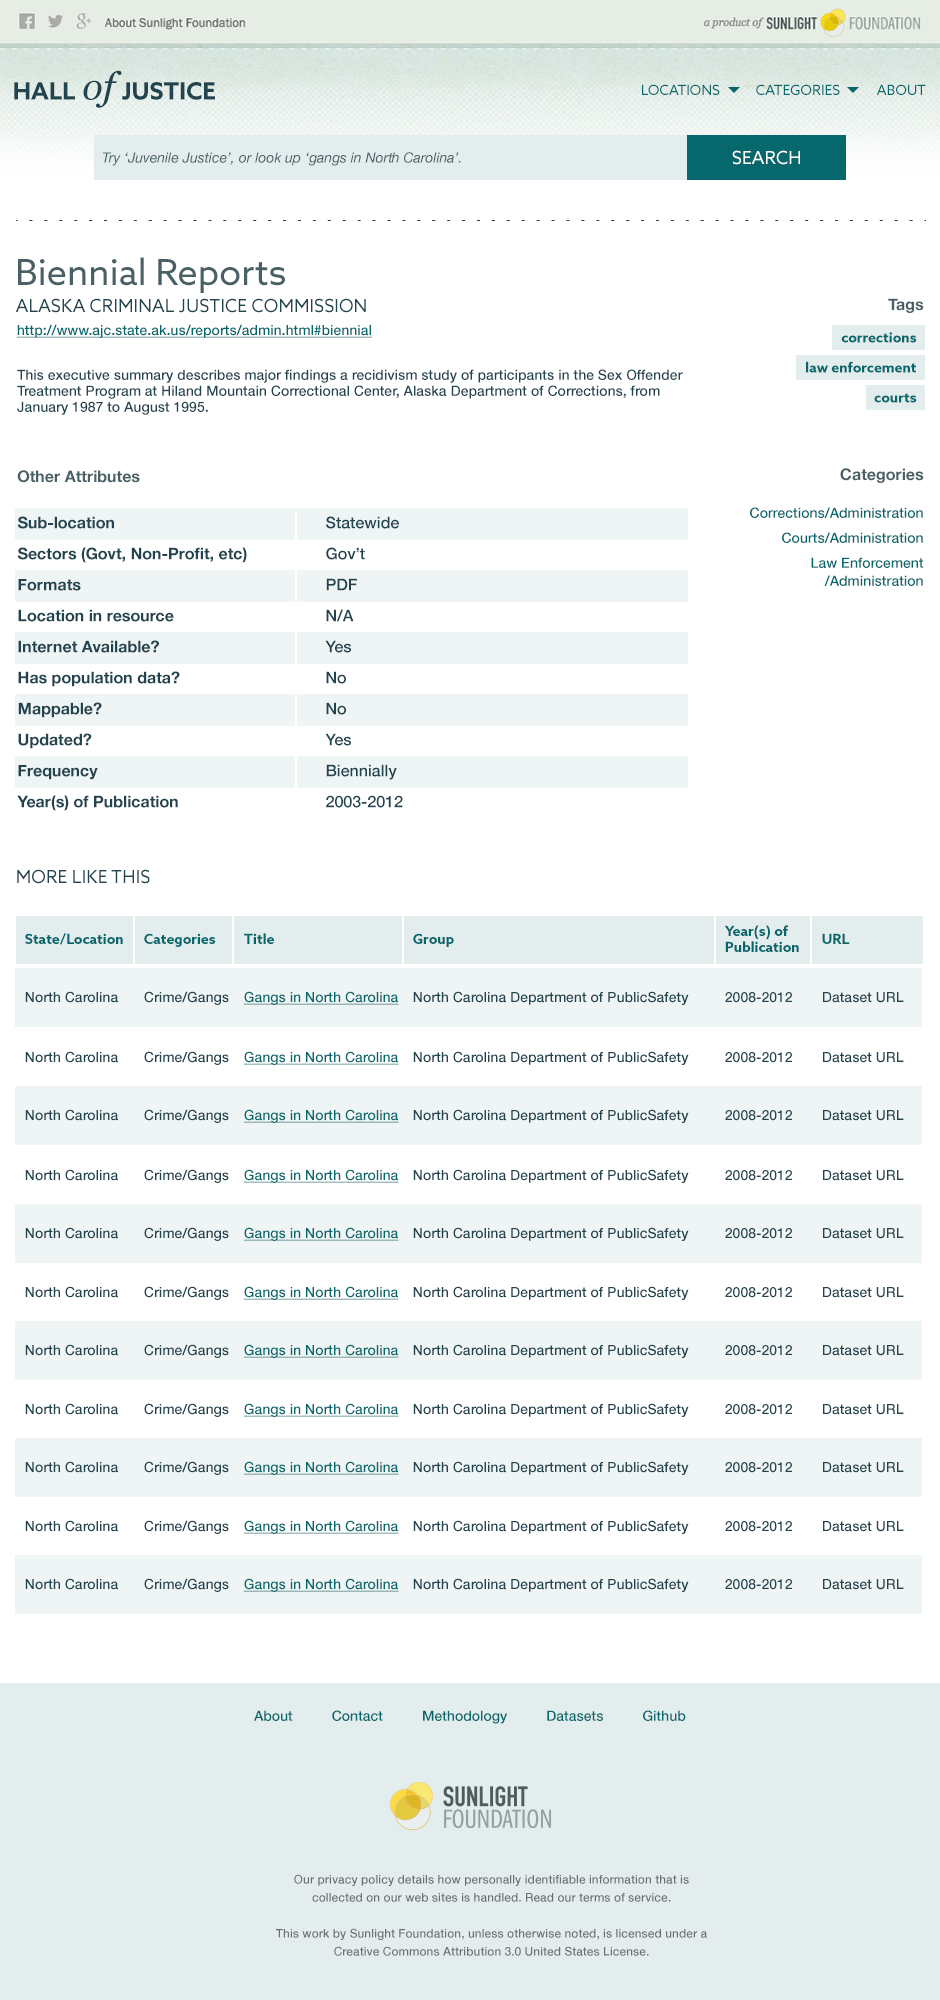 About Sunlight Foundation
a product of SUNLIGHT FOUNDATION
HALL of JUSTICE
LOCATIONS CATEGORIES ABOUT
Try ‘Juvenile Justice’, or look up ‘gangs in North Carolina’.
SEARCH
Biennial Reports
ALASKA CRIMINAL JUSTICE COMMISSION
http://www.ajc.state.ak.us/reports/admin.html#biennial
This executive summary describes major findings a recidivism study of participants in the Sex Offender
Treatment Program at Hiland Mountain Correctional Center, Alaska Department of Corrections, from
January 1987 to August 1995.
Tags
corrections
law enforcement
courts
Other Attributes
Sub-location Statewide
Sectors (Govt, Non-Profit, etc) Gov’t
Formats PDF
Location in resource N/A
Internet Available? Yes
Has population data? No
Mappable? No
Updated? Yes
Frequency Biennially
Year(s) of Publication 2003-2012
Categories
Corrections/Administration
Courts/Administration
Law Enforcement
/Administration
MORE LIKE THIS
State/Location Categories Title Group Year(s) of Publication URL
North Carolina Crime/Gangs Gangs in North Carolina North Carolina Department of PublicSafety 2008-2012 Dataset URL
North Carolina Crime/Gangs Gangs in North Carolina North Carolina Department of PublicSafety 2008-2012 Dataset URL
North Carolina Crime/Gangs Gangs in North Carolina North Carolina Department of PublicSafety 2008-2012 Dataset URL
North Carolina Crime/Gangs Gangs in North Carolina North Carolina Department of PublicSafety 2008-2012 Dataset URL
North Carolina Crime/Gangs Gangs in North Carolina North Carolina Department of PublicSafety 2008-2012 Dataset URL
North Carolina Crime/Gangs Gangs in North Carolina North Carolina Department of PublicSafety 2008-2012 Dataset URL
North Carolina Crime/Gangs Gangs in North Carolina North Carolina Department of PublicSafety 2008-2012 Dataset URL
North Carolina Crime/Gangs Gangs in North Carolina North Carolina Department of PublicSafety 2008-2012 Dataset URL
North Carolina Crime/Gangs Gangs in North Carolina North Carolina Department of PublicSafety 2008-2012 Dataset URL
North Carolina Crime/Gangs Gangs in North Carolina North Carolina Department of PublicSafety 2008-2012 Dataset URL
North Carolina Crime/Gangs Gangs in North Carolina North Carolina Department of PublicSafety 2008-2012 Dataset URL
About Contact Methodology Datasets Github
SUNLIGHT
FOUNDATION
Our privacy policy details how personally identifiable information that is
collected on our web sites is handled. Read our terms of service.
This work by Sunlight Foundation, unless otherwise noted, is licensed under a
Creative Commons Attribution 3.0 United States License.